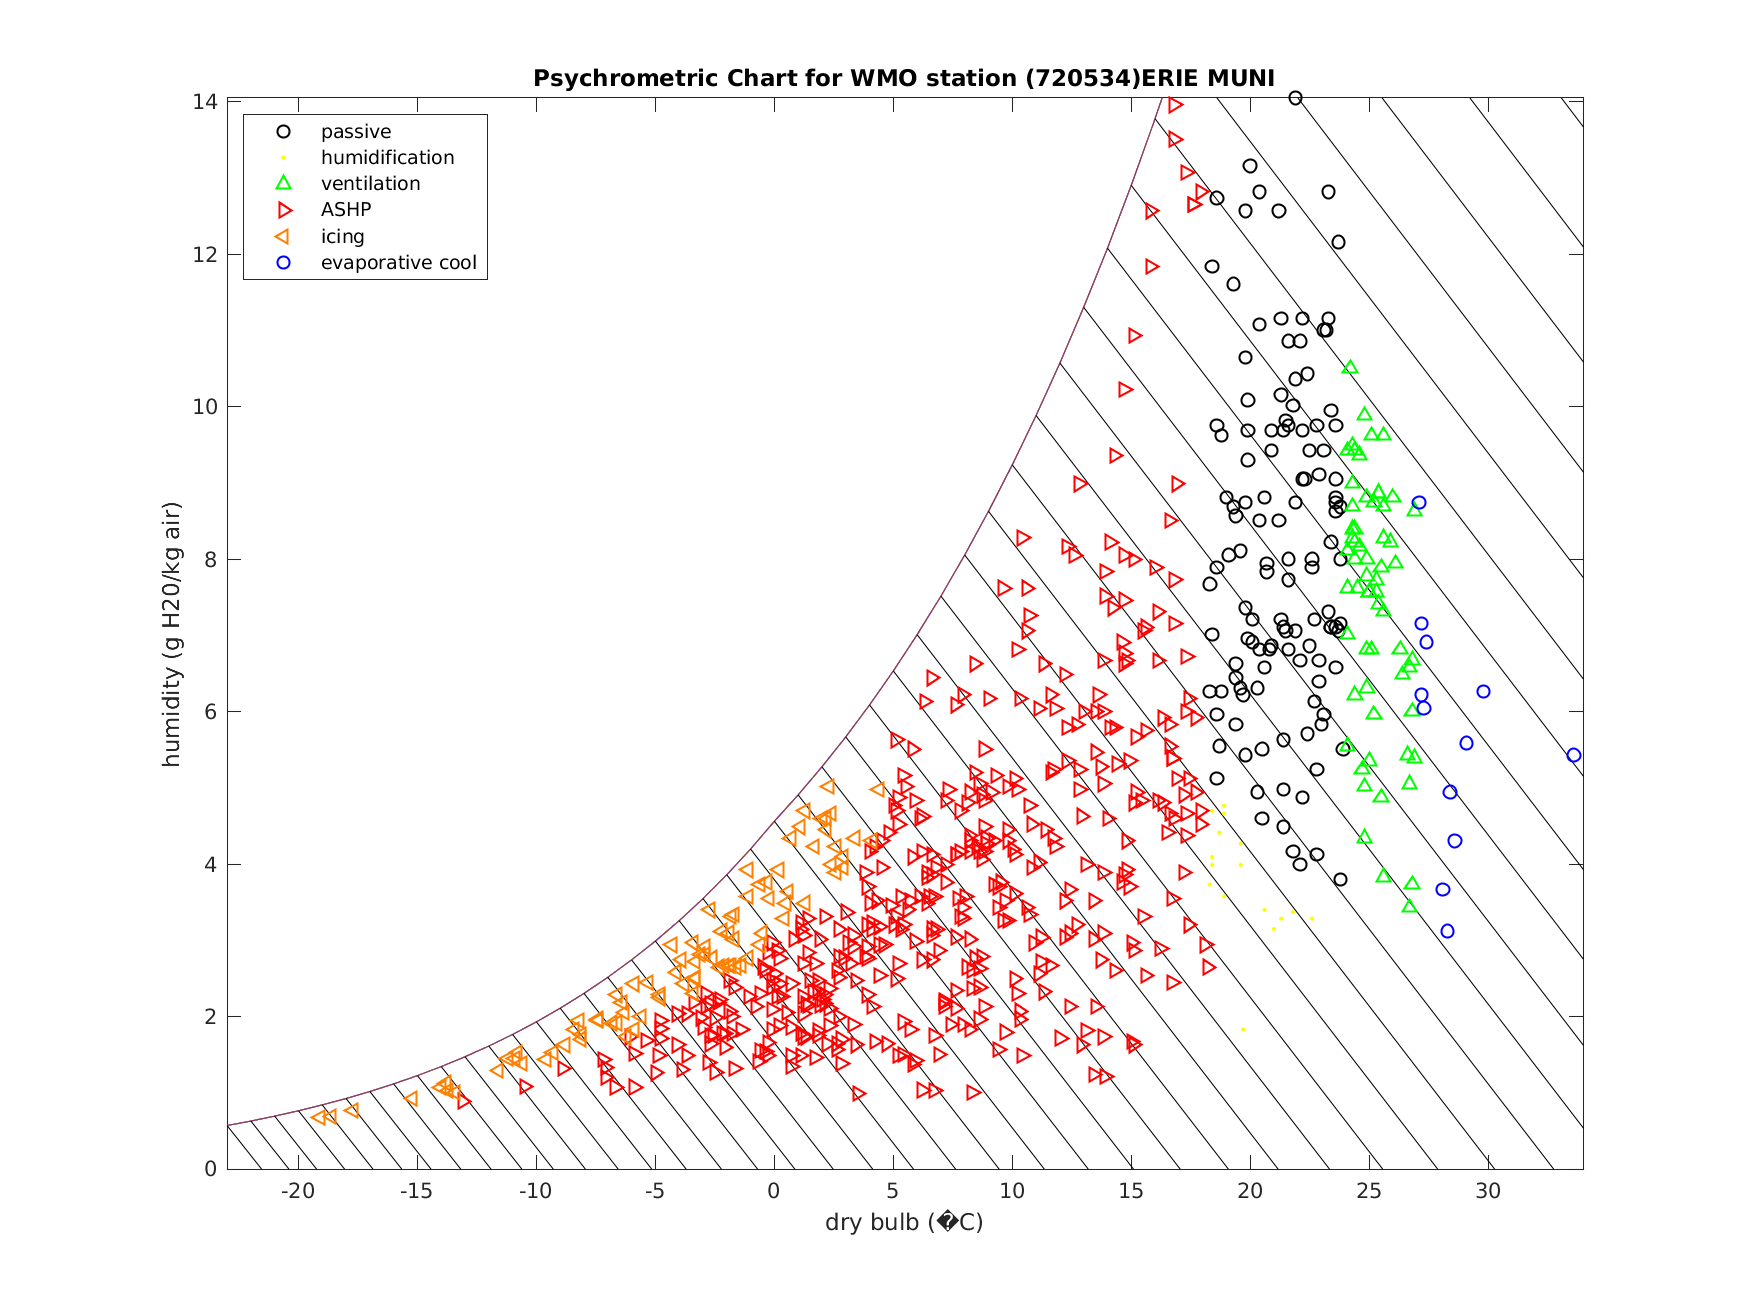 Psychrometric Chart for WMO station (720534)ERIE MUNI
14
12
10
8
6
4
2
0
humidity (g H20/kg air)
passive
humidification
ventilation
ASHP
icing
evaporative cool
-20 -15 -10 -5 0 5 10 15 20 25 30
dry bulb (�C)